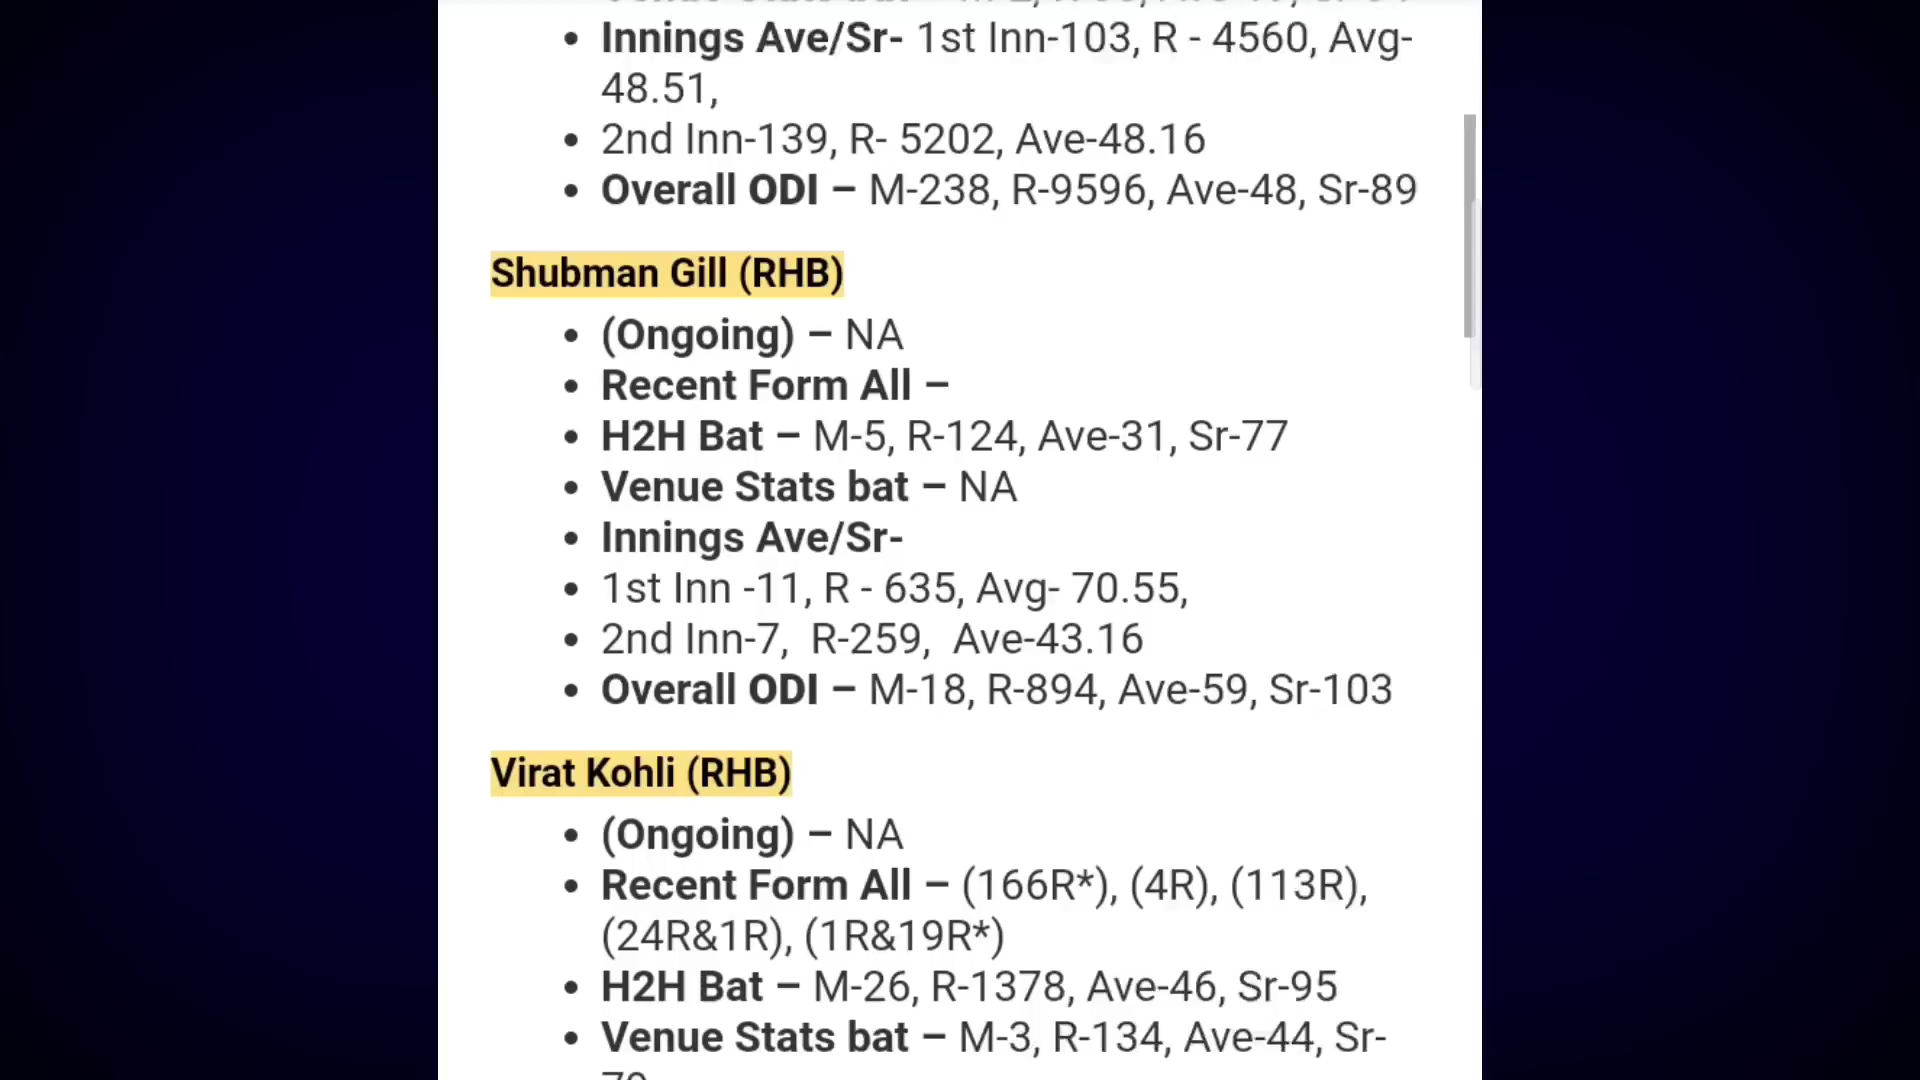 Innings Ave/Sr- 1st Inn-103, R - 4560, Avg-
48.51,
2nd Inn-139, R- 5202, Ave-48.16
Overall ODI – M-238, R-9596, Ave-48, Sr-89
Shubman Gill (RHB)
(Ongoing) – NA
Recent Form All –
H2H Bat – M-5, R-124, Ave-31, Sr-77
Venue Stats bat – NA
Innings Ave/Sr-
1st Inn -11, R - 635, Avg- 70.55,
2nd Inn-7, R-259, Ave-43.16
Overall ODI – M-18, R-894, Ave-59, Sr-103
Virat Kohli (RHB)
(Ongoing) – NA
Recent Form All – (166R*), (4R), (113R),
(24R&1R), (1R&19R*)
H2H Bat – M-26, R-1378, Ave-46, Sr-95
Venue Stats bat – M-3, R-134, Ave-44, Sr-